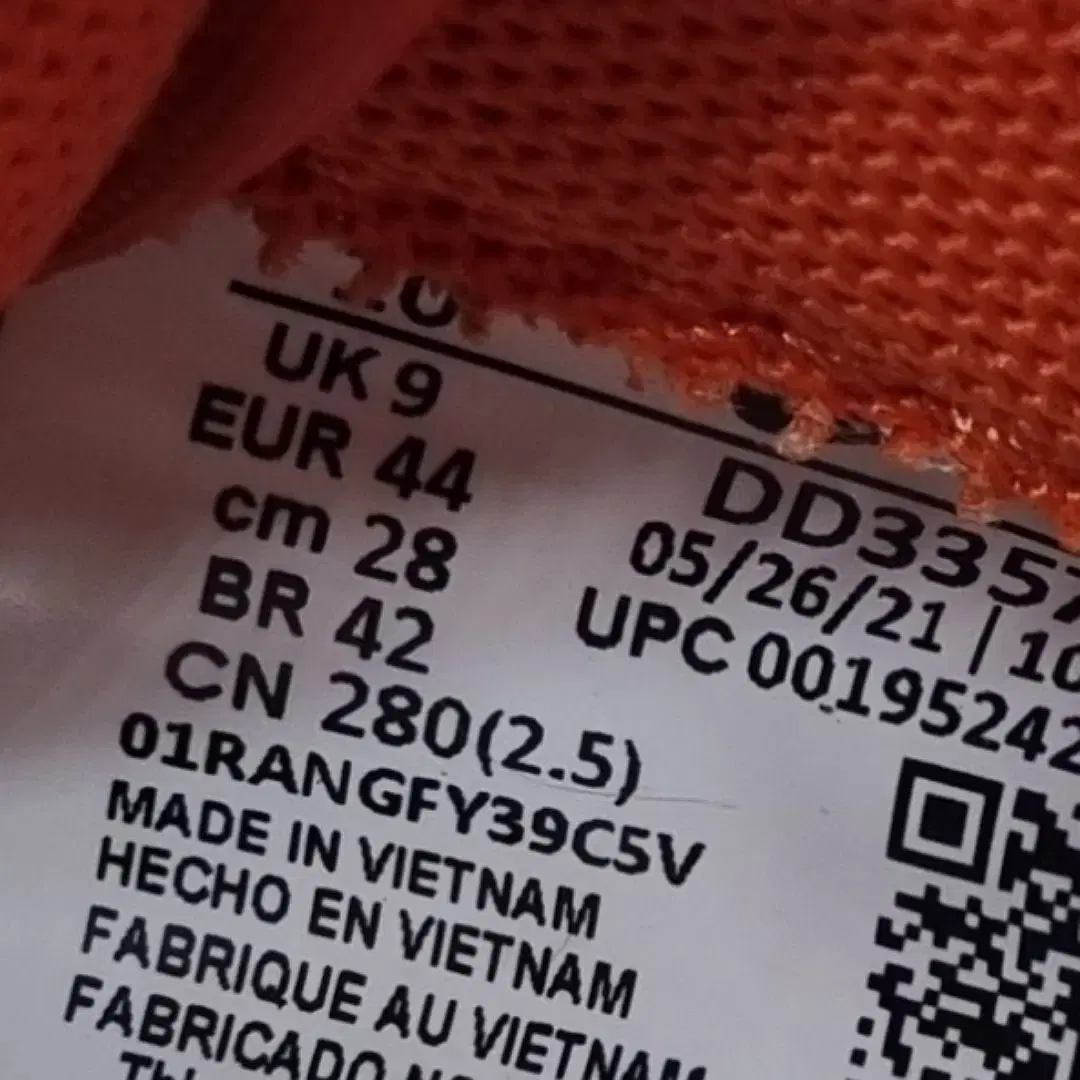 UK 9
EUR 44
cm 28
BR 42
CN 280(2.5)
01RANGFY39C5V
MADE IN VIETNAM
HECHO EN VIETNAM
FABRIQUE AU VIETNAM
FABRICADO
DD3357
05/26/21 | 10
UPC 00195242